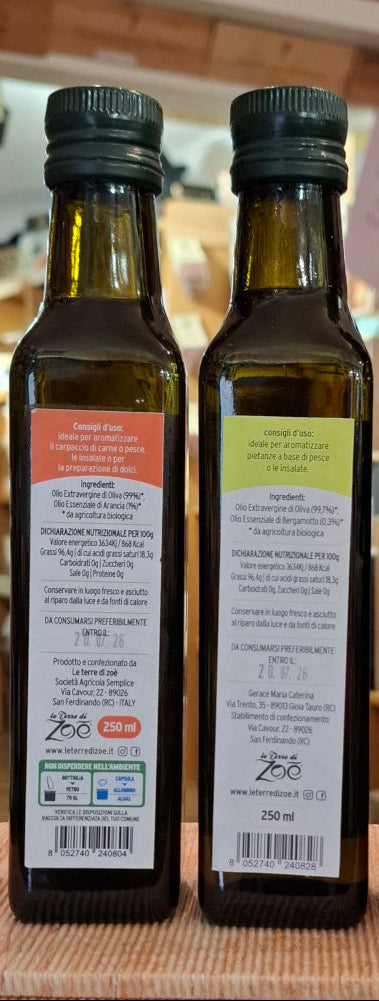 Consigli d'uso:
ideale per aromatizzare
il carpaccio di carne o pesce,
le insalate o per
la preparazione di dolci.
Ingredienti:
Olio Extravergine di Oliva (99%)*,
Olio Essenziale di Arancia (1%)*
* da agricoltura biologica
DICHIARAZIONE NUTRIZIONALE PER 100g
Valore energetico 3634Kj / 868 Kcal
Grassi 96,4g | di cui acidi grassi saturi 18,3g
Carboidrati 0g | Zuccheri 0g
Sale 0g | Proteine 0g
Conservare in luogo fresco e asciutto
al riparo dalla luce e da fonti di calore
DA CONSUMARSI PREFERIBILMENTE
ENTRO IL:
20.07.26
Prodotto e confezionato da
Le terre di zoè
Società Agricola Semplice
Via Cavour, 22 - 89026
San Ferdinando (RC) - ITALY
le Terre di
Zoè
250 ml
www.leterredizoe.it
NON DISPERDERE NELL'AMBIENTE
BOTTIGLIA
VETRO
70 GL
CAPSULA
ALLUMINIO
ALU41
VERIFICA LE DISPOSIZIONI SULLA
RACCOLTA DIFFERENZIATA DEL TUO COMUNE
8 052740 240804
consigli d'uso:
ideale per aromatizzare
pietanze a base di pesce
o le insalate.
Ingredienti:
Olio Extravergine di Oliva (99,7%)*,
Olio Essenziale di Bergamotto (0,3%)*
* da agricoltura biologica
DICHIARAZIONE NUTRIZIONALE PER 100g
Valore energetico 3634Kj / 868 Kcal
Grassi 96,4g | di cui acidi grassi saturi 18,3g
Carboidrati 0g, Zuccheri 0g | Sale 0g
Conservare in luogo fresco e asciutto
al riparo dalla luce e da fonti di calore
DA CONSUMARSI PREFERIBILMENTE
ENTRO IL:
20.07.26
Gerace Maria Caterina
Via Trento, 35 - 89013 Gioia Tauro (RC)
Stabilimento di confezionamento:
Via Cavour, 22 - 89026
San Ferdinando (RC)
le Terre di
Zoè
www.leterredizoe.it
250 ml
8 052740 240828